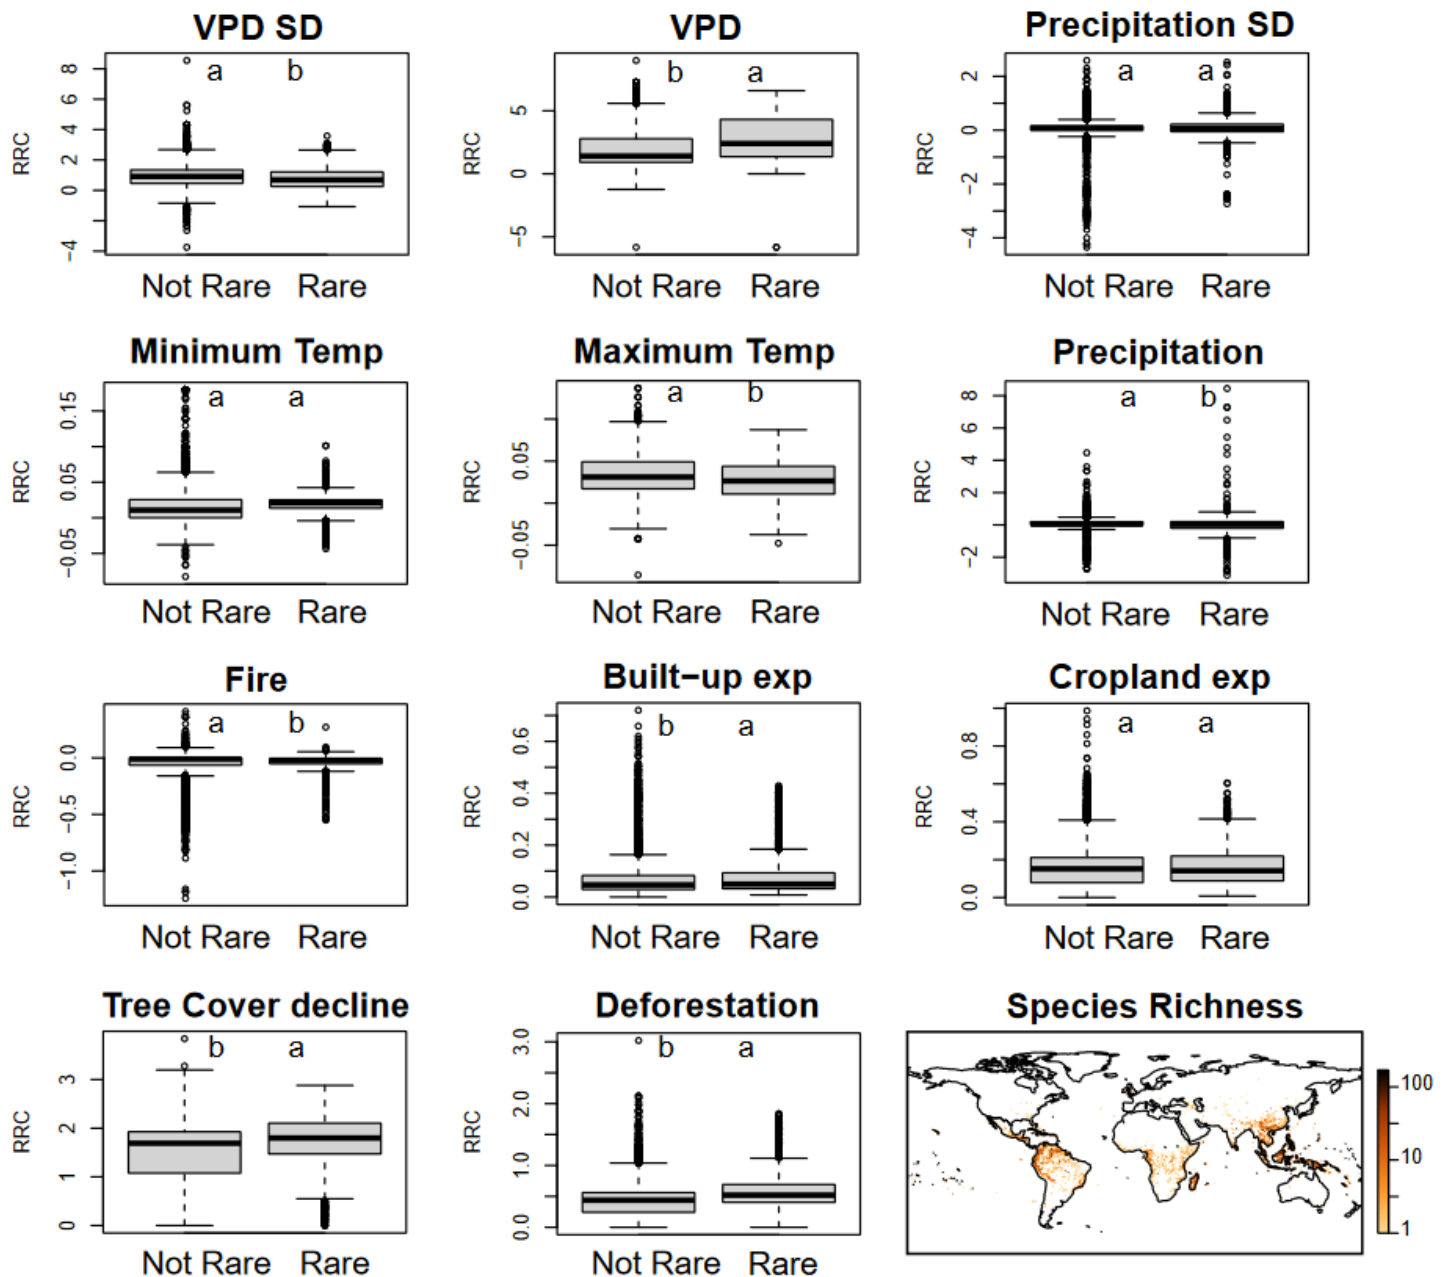 VPD SD
VPD
Precipitation SD
RRC
8
6
4
2
0
−4
a b
Not Rare Rare
RRC
5
0
−5
b a
Not Rare Rare
RRC
2
0
−2
−4
a a
Not Rare Rare
Minimum Temp
Maximum Temp
Precipitation
RRC
0.15
0.05
−0.05
a a
Not Rare Rare
RRC
0.05
−0.05
a b
Not Rare Rare
RRC
8
6
4
2
−2
a b
Not Rare Rare
Fire
Built−up exp
Cropland exp
RRC
0.0
−0.5
−1.0
a b
Not Rare Rare
RRC
0.6
0.4
0.2
0.0
b a
Not Rare Rare
RRC
0.8
0.4
0.0
a a
Not Rare Rare
Tree Cover decline
Deforestation
Species Richness
RRC
3
2
1
0
b a
Not Rare Rare
RRC
3.0
2.0
1.0
0.0
b a
Not Rare Rare
100
10
1